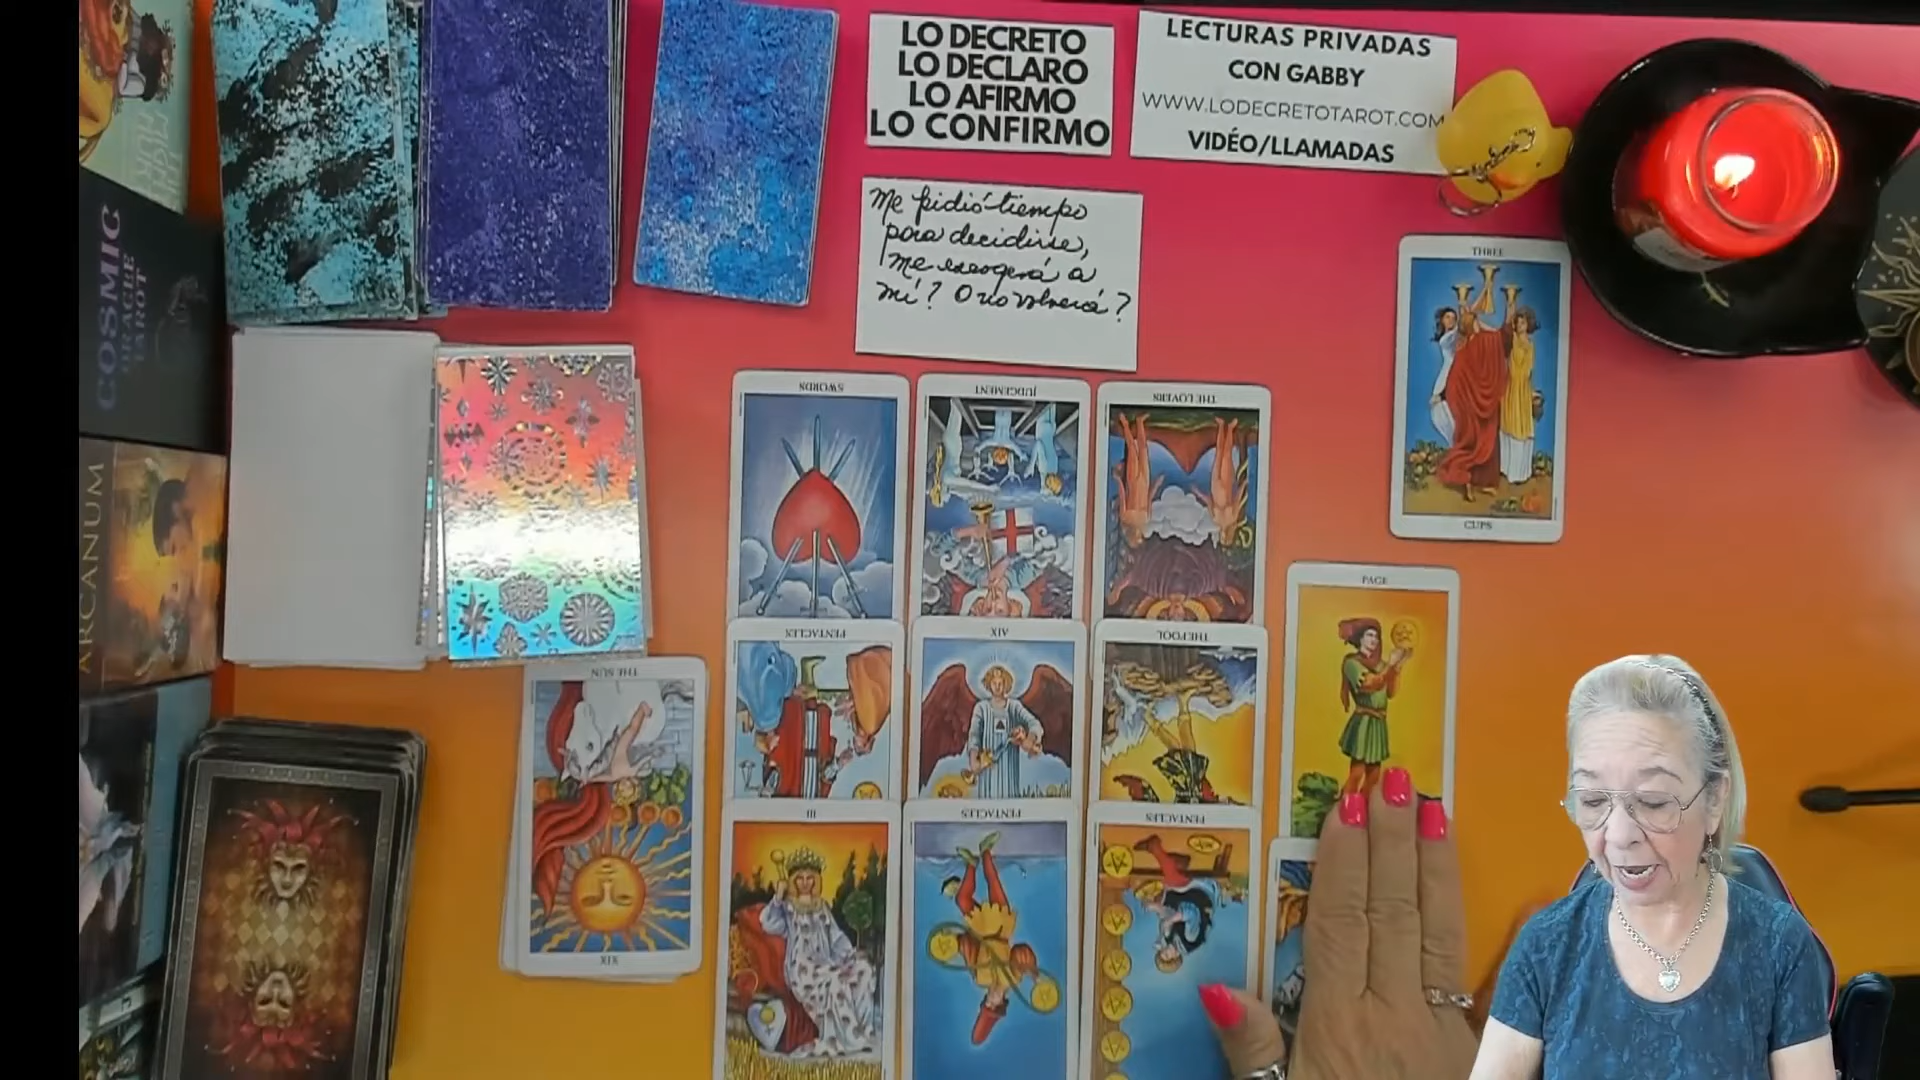 LO DECRETO
LO DECLARO
LO AFIRMO
LO CONFIRMO
LECTURAS PRIVADAS
CON GABBY
WWW.LODECRETOTAROT.COM
VIDÉO/LLAMADAS
Me pidió tiempo
para decidirse,
me escogerá a
mí? O no volverá?
COSMIC
TAROT
ARCANUM
THREE
CUPS
SWORDS
JUDGEMENT
THE LOVERS
PAGE
PENTACLES
XIV
THE FOOL
THE SUN
XIX
III
PENTACLES
PENTACLES